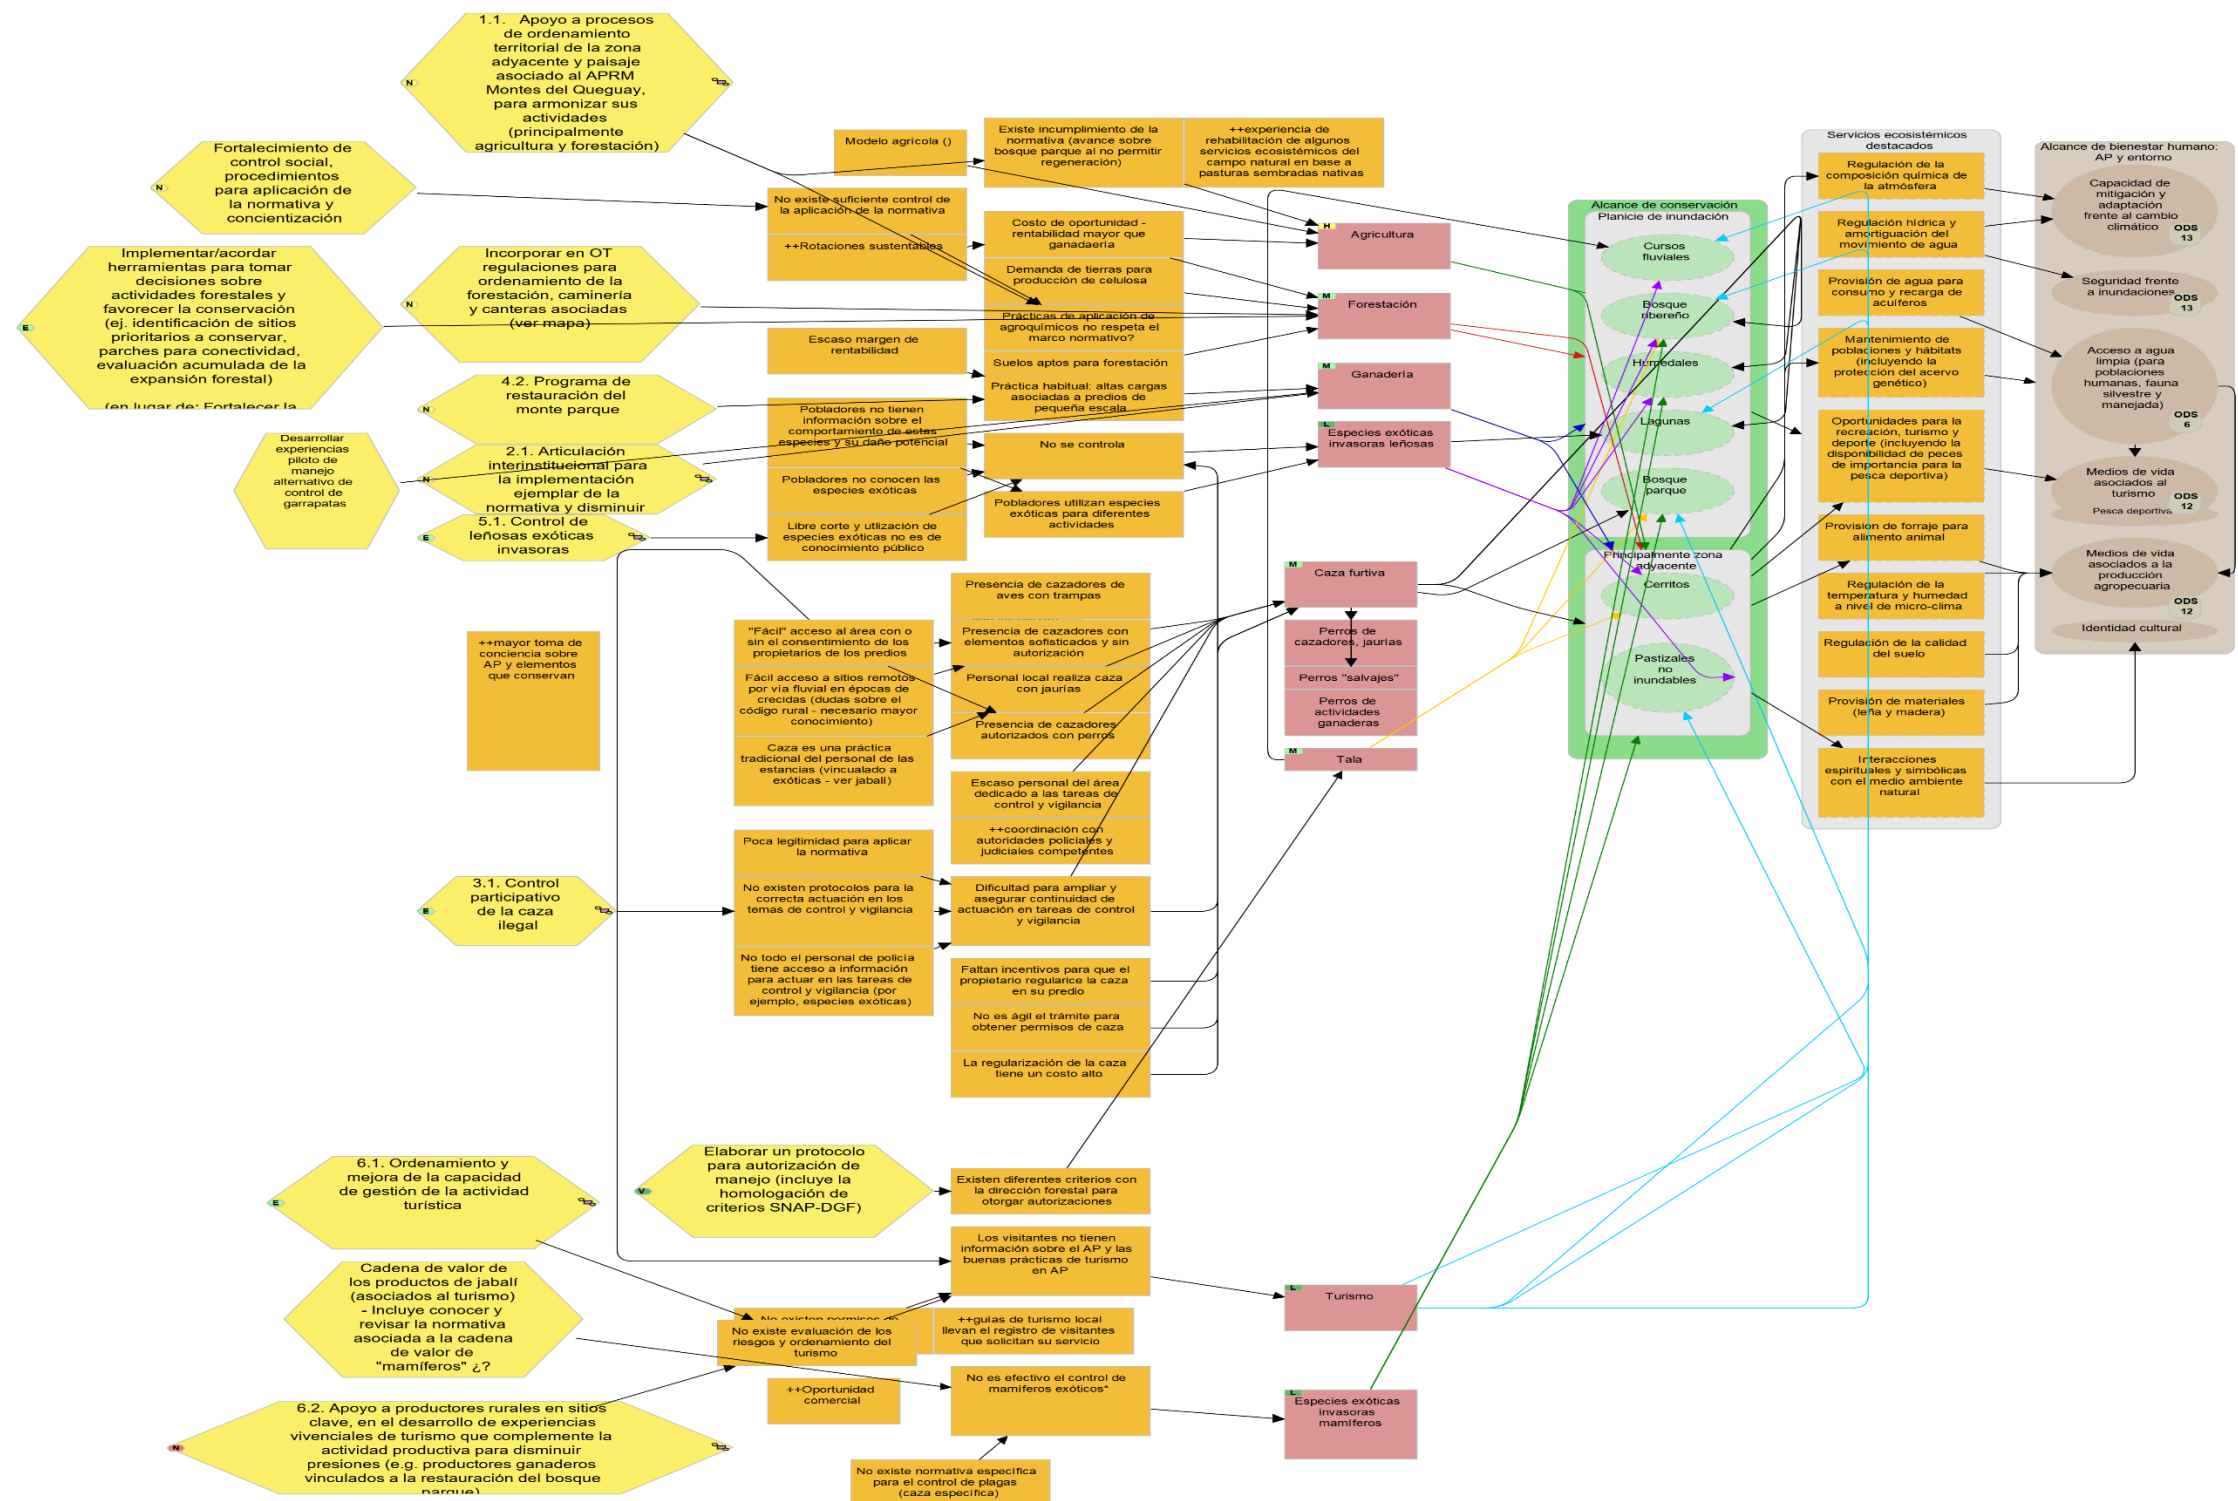 1.1.   Apoyo a procesos
de ordenamiento
territorial de la zona
adyacente y paisaje
asociado al APRM
Montes del Queguay,
para armonizar sus
actividades
(principalmente
agricultura y forestación)
N
Fortalecimiento de
control social,
procedimientos
para aplicación de
la normativa y
concientización
N
Implementar/acordar
herramientas para tomar
decisiones sobre
actividades forestales y
favorecer la conservación
(ej. identificación de sitios
prioritarios a conservar,
parches para conectividad,
evaluación acumulada de la
expansión forestal)
(en lugar de: Fortalecer la
E
Incorporar en OT
regulaciones para
ordenamiento de la
forestación, caminería
y canteras asociadas
(ver mapa)
N
4.2. Programa de
restauración del
monte parque
N
2.1. Articulación
interinstitucional para
la implementación
ejemplar de la
normativa y disminuir
N
Desarrollar
experiencias
piloto de
manejo
alternativo de
control de
garrapatas
5.1. Control de
leñosas exóticas
invasoras
E
++mayor toma de
conciencia sobre
AP y elementos
que conservan
3.1. Control
participativo
de la caza
ilegal
E
Elaborar un protocolo
para autorización de
manejo (incluye la
homologación de
criterios SNAP-DGF)
V
6.1. Ordenamiento y
mejora de la capacidad
de gestión de la actividad
turística
E
Cadena de valor de
los productos de jabalí
(asociados al turismo)
- Incluye conocer y
revisar la normativa
asociada a la cadena
de valor de
"mamíferos" ¿?
6.2. Apoyo a productores rurales en sitios
clave, en el desarrollo de experiencias
vivenciales de turismo que complemente la
actividad productiva para disminuir
presiones (e.g. productores ganaderos
vinculados a la restauración del bosque
parque)
N
Modelo agricola ()
No existe suficiente control de
la aplicación de la normativa
++Rotaciones sustentables
Escaso margen de
rentabilidad
Pobladores no tienen
información sobre el
comportamiento de estas
especies y su daño potencial
Pobladores no conocen las
especies exóticas
Libre corte y utlización de
especies exóticas no es de
conocimiento público
Existe incumplimiento de la
normativa (avance sobre
bosque parque al no permitir
regeneración)
++experiencia de
rehabilitación de algunos
servicios ecosistémicos del
campo natural en base a
pasturas sembradas nativas
Costo de oportunidad -
rentabilidad mayor que
ganadaería
Demanda de tierras para
producción de celulosa
Prácticas de aplicación de
agroquímicos no respeta el
marco normativo?
Suelos aptos para forestación
Práctica habitual: altas cargas
asociadas a predios de
pequeña escala
No se controla
Pobladores utilizan especies
exóticas para diferentes
actividades
"Fácil" acceso al área con o
sin el consentimiento de los
propietarios de los predios
Fácil acceso a sitios remotos
por vía fluvial en épocas de
crecidas (dudas sobre el
código rural - necesario mayor
conocimiento)
Caza es una práctica
tradicional del personal de las
estancias (vinculado a
exóticas - ver jabalí)
Presencia de cazadores de
aves con trampas
Presencia de cazadores con
elementos sofisticados y sin
autorización
Personal local realiza caza
con jaurías
Presencia de cazadores
autorizados con perros
Escaso personal del área
dedicado a las tareas de
control y vigilancia
++coordinación con
autoridades policiales y
judiciales competentes
Poca legitimidad para aplicar
la normativa
No existen protocolos para la
correcta actuación en los
temas de control y vigilancia
No todo el personal de policía
tiene acceso a información
para actuar en las tareas de
control y vigilancia (por
ejemplo, especies exóticas)
Dificultad para ampliar y
asegurar continuidad de
actuación en tareas de control
y vigilancia
Faltan incentivos para que el
propietario regularice la caza
en su predio
No es ágil el trámite para
obtener permisos de caza
La regularización de la caza
tiene un costo alto
Existen diferentes criterios con
la dirección forestal para
otorgar autorizaciones
Los visitantes no tienen
información sobre el AP y las
buenas prácticas de turismo
en AP
No existen permisos de
No existe evaluación de los
riesgos y ordenamiento del
turismo
++guias de turismo local
llevan el registro de visitantes
que solicitan su servicio
++Oportunidad
comercial
No es efectivo el control de
mamíferos exóticos*
No existe normativa especifica
para el control de plagas
(caza especifica)
H
Agricultura
M
Forestación
M
Ganadería
L
Especies exóticas
invasoras leñosas
M
Caza furtiva
Perros de
cazadores, jaurías
Perros "salvajes"
Perros de
actividades
ganaderas
M
Tala
L
Turismo
L
Especies exóticas
invasoras
mamíferos
Alcance de conservación
Planicie de inundación
Cursos
fluviales
Bosque
ribereño
Humedales
Lagunas
Bosque
parque
Principalmente zona
adyacente
Cerritos
Pastizales
no
inundables
Servicios ecosistémicos
destacados
Regulación de la
composición química de
la atmósfera
Regulación hídrica y
amortiguación del
movimiento de agua
Provisión de agua para
consumo y recarga de
acuíferos
Mantenimiento de
poblaciones y hábitats
(incluyendo la
protección del acervo
genético)
Oportunidades para la
recreación, turismo y
deporte (incluyendo la
disponibilidad de peces
de importancia para la
pesca deportiva)
Provisión de forraje para
alimento animal
Regulación de la
temperatura y humedad
a nivel de micro-clima
Regulación de la calidad
del suelo
Provisión de materiales
(leña y madera)
Interacciones
espirituales y simbólicas
con el medio ambiente
natural
Alcance de bienestar humano:
AP y entorno
Capacidad de
mitigación y
adaptación
frente al cambio
climático
ODS
13
Seguridad frente
a inundaciones
ODS
13
Acceso a agua
limpia (para
poblaciones
humanas, fauna
silvestre y
manejada)
ODS
6
Medios de vida
asociados al
turismo
ODS
12
Pesca deportiva
Medios de vida
asociados a la
producción
agropecuaria
ODS
12
Identidad cultural